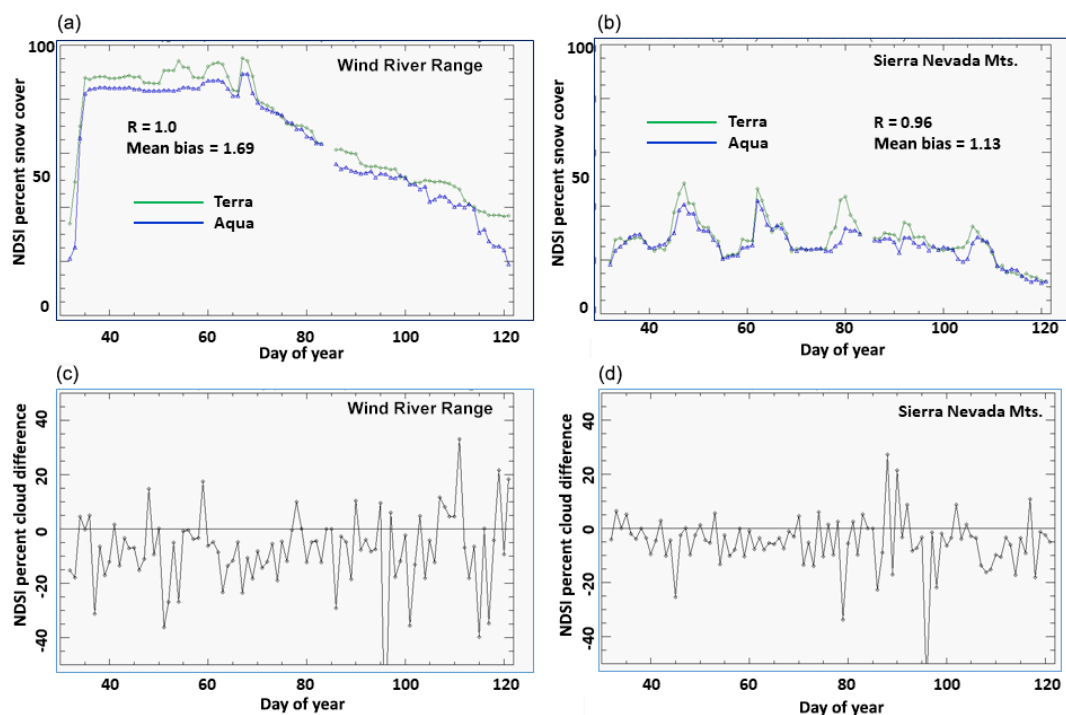 (a)
Wind River Range
R = 1.0
Mean bias = 1.69
Terra
Aqua
NDSI percent snow cover
100
50
0
40
60
80
100
120
Day of year
(b)
Sierra Nevada Mts.
Terra
Aqua
R = 0.96
Mean bias = 1.13
NDSI percent snow cover
100
50
0
40
60
80
100
120
Day of year
(c)
Wind River Range
NDSI percent cloud difference
40
20
0
-20
-40
40
60
80
100
120
Day of year
(d)
Sierra Nevada Mts.
NDSI percent cloud difference
40
20
0
-20
-40
40
60
80
100
120
Day of year